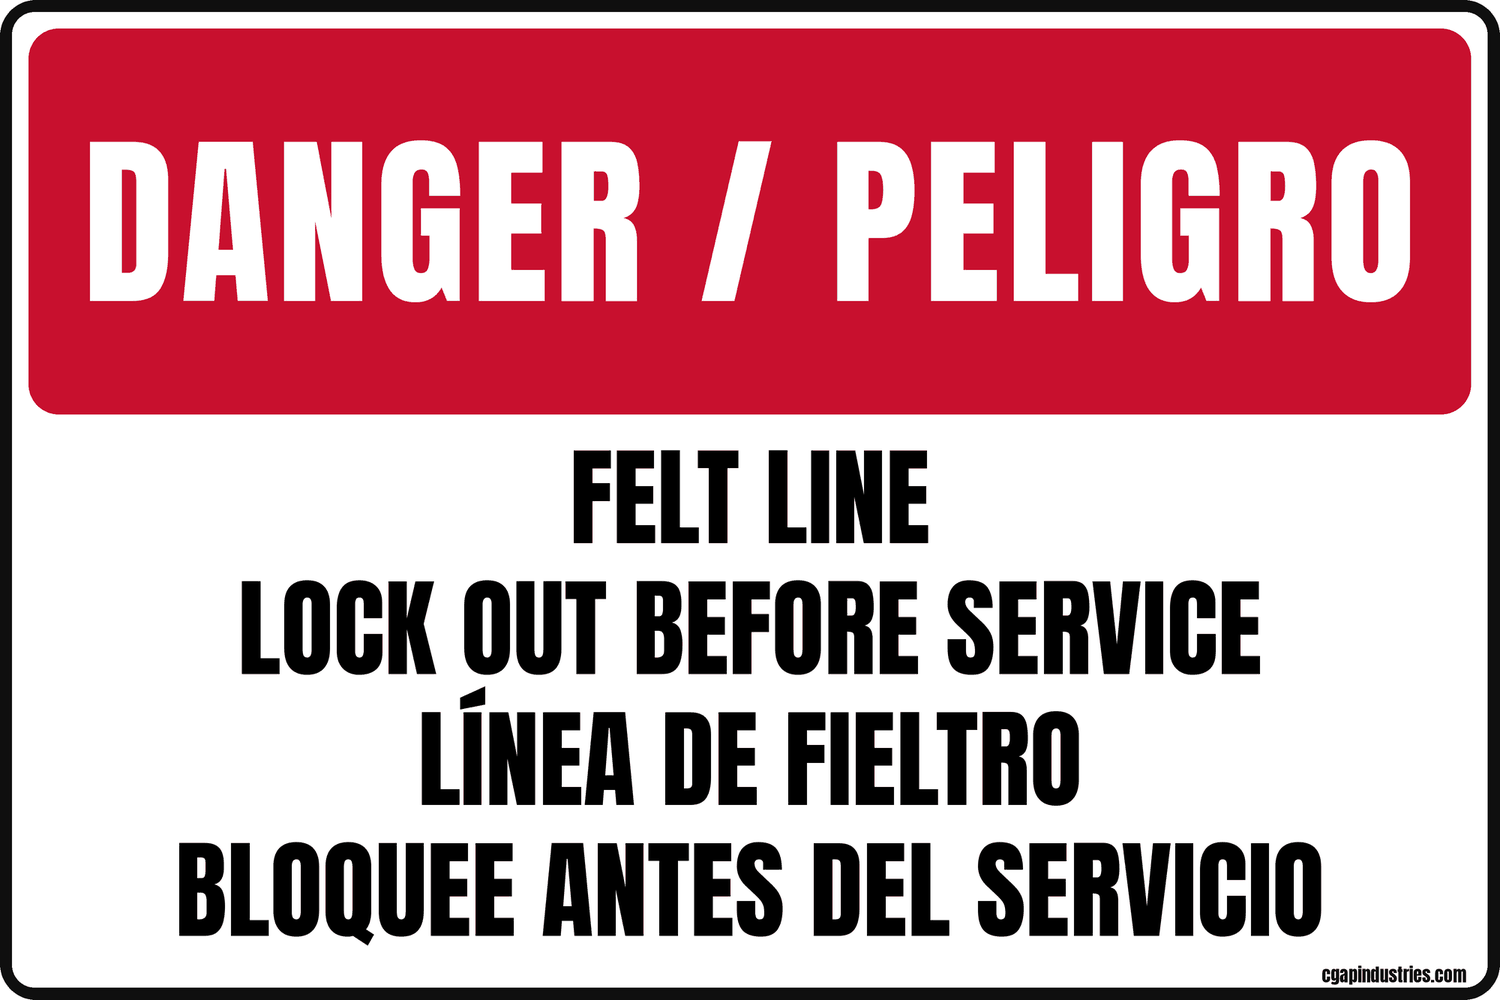 DANGER / PELIGRO
FELT LINE
LOCK OUT BEFORE SERVICE
LÍNEA DE FIELTRO
BLOQUEE ANTES DEL SERVICIO
cgapindustries.com